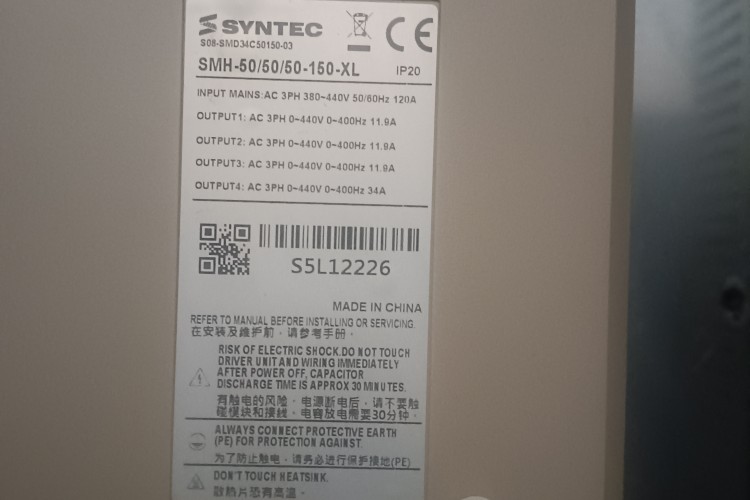 SYNTEC
S08-SMD34C50150-03
SMH-50/50/50-150-XL IP20
INPUT MAINS:AC 3PH 380~440V 50/60Hz 120A
OUTPUT1: AC 3PH 0~440V 0~400Hz 11.9A
OUTPUT2: AC 3PH 0~440V 0~400Hz 11.9A
OUTPUT3: AC 3PH 0~440V 0~400Hz 11.9A
OUTPUT4: AC 3PH 0~440V 0~400Hz 34A
S5L12226
MADE IN CHINA
REFER TO MANUAL BEFORE INSTALLING OR SERVICING.
在安装及维护前,请参考手册.
RISK OF ELECTRIC SHOCK.DO NOT TOUCH
DRIVER UNIT AND WIRING IMMEDIATELY
AFTER POWER OFF, CAPACITOR
DISCHARGE TIME IS APPROX 30 MINUTES.
有触电的风险。电源断电后,请不要触
碰模块和接线。电容放电需要30分钟.
ALWAYS CONNECT PROTECTIVE EARTH
(PE) FOR PROTECTION AGAINST.
为了防止触电,请务必进行保护接地(PE)
DON'T TOUCH HEATSINK.
散热片恐有高温.